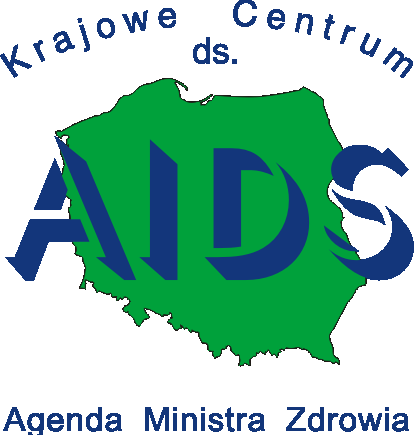 Krajowe Centrum
ds.
AIDS
Agenda Ministra Zdrowia